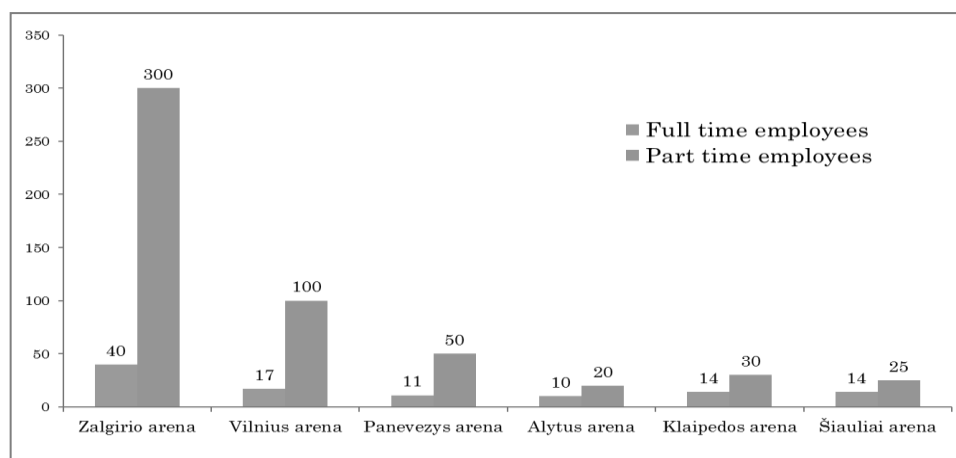 350
300
250
200
150
100
50
0
300
40
17
100
11
50
10
20
14
30
14
25
Full time employees
Part time employees
Zalgirio arena
Vilnius arena
Panevezys arena
Alytus arena
Klaipedos arena
Šiauliai arena